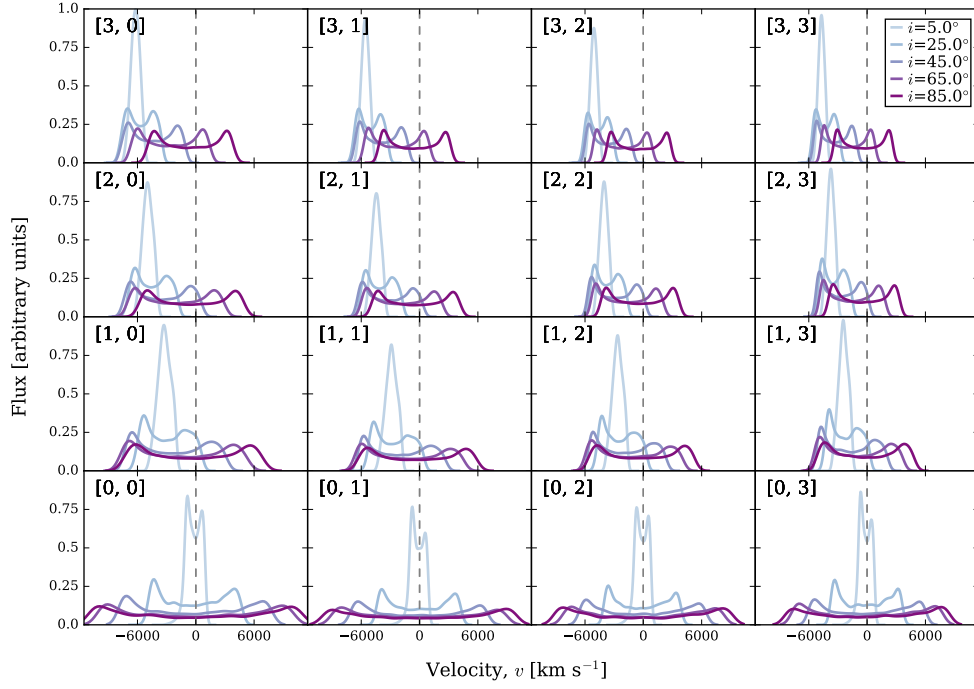 [3, 0] [3, 1] [3, 2] [3, 3]
i=5.0°
i=25.0°
i=45.0°
i=65.0°
i=85.0°
1.0
0.75
0.5
0.25
0.0
[2, 0] [2, 1] [2, 2] [2, 3]
0.75
0.5
0.25
0.0
[1, 0] [1, 1] [1, 2] [1, 3]
0.75
0.5
0.25
0.0
[0, 0] [0, 1] [0, 2] [0, 3]
0.75
0.5
0.25
0.0
Flux [arbitrary units]
−6000 0 6000 −6000 0 6000 −6000 0 6000 −6000 0 6000
Velocity, v [km s⁻¹]